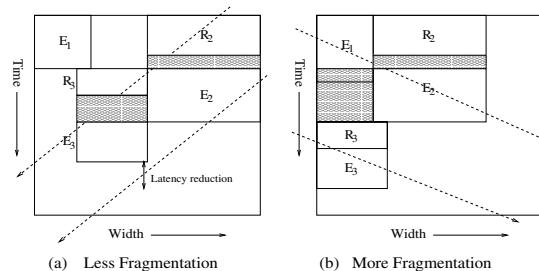 E1
R2
R3
E2
E3
Time
Latency reduction
Width
(a) Less Fragmentation
E1
R2
E2
R3
E3
Time
Width
(b) More Fragmentation